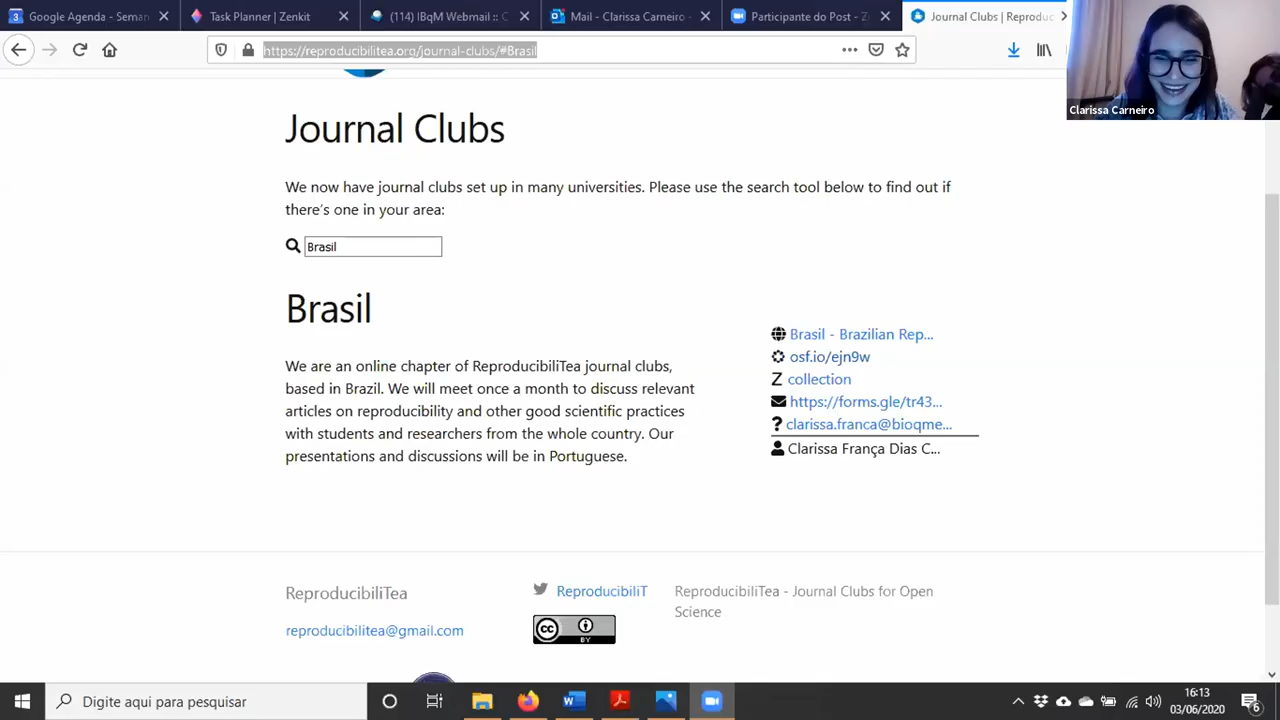 3 Google Agenda - Seman
Task Planner | Zenkit
(114) IBqM Webmail :: C
Mail - Clarissa Carneiro -
Participante do Post - Z
Journal Clubs | Reproduc
https://reproducibilitea.org/journal-clubs/#Brasil
Clarissa Carneiro
Journal Clubs
We now have journal clubs set up in many universities. Please use the search tool below to find out if
there's one in your area:
Brasil
Brasil
We are an online chapter of ReproducibiliTea journal clubs,
based in Brazil. We will meet once a month to discuss relevant
articles on reproducibility and other good scientific practices
with students and researchers from the whole country. Our
presentations and discussions will be in Portuguese.
Brasil - Brazilian Rep...
osf.io/ejn9w
Z collection
https://forms.gle/tr43...
? clarissa.franca@bioqme...
Clarissa França Dias C...
ReproducibiliTea
reproducibilitea@gmail.com
ReproducibiliT
cc BY
ReproducibiliTea - Journal Clubs for Open
Science
Digite aqui para pesquisar
16:13
03/06/2020
6